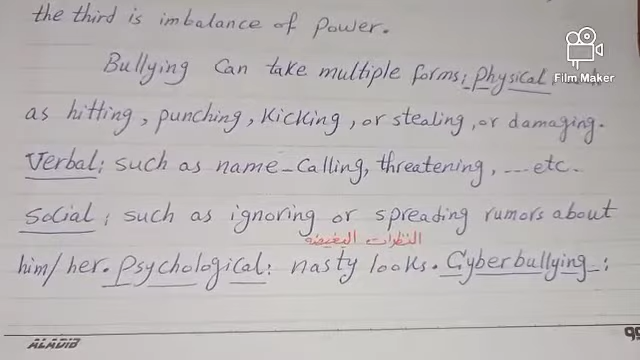 the third is imbalance of power.
Bullying can take multiple forms; physical
as hitting, punching, kicking, or stealing, or damaging.
Verbal; such as name-calling, threatening, ... etc.
Social; such as ignoring or spreading rumors about
النظرات البغيضة
him/her. Psychological: nasty looks. Cyberbullying:
ALADIB
99
Film Maker